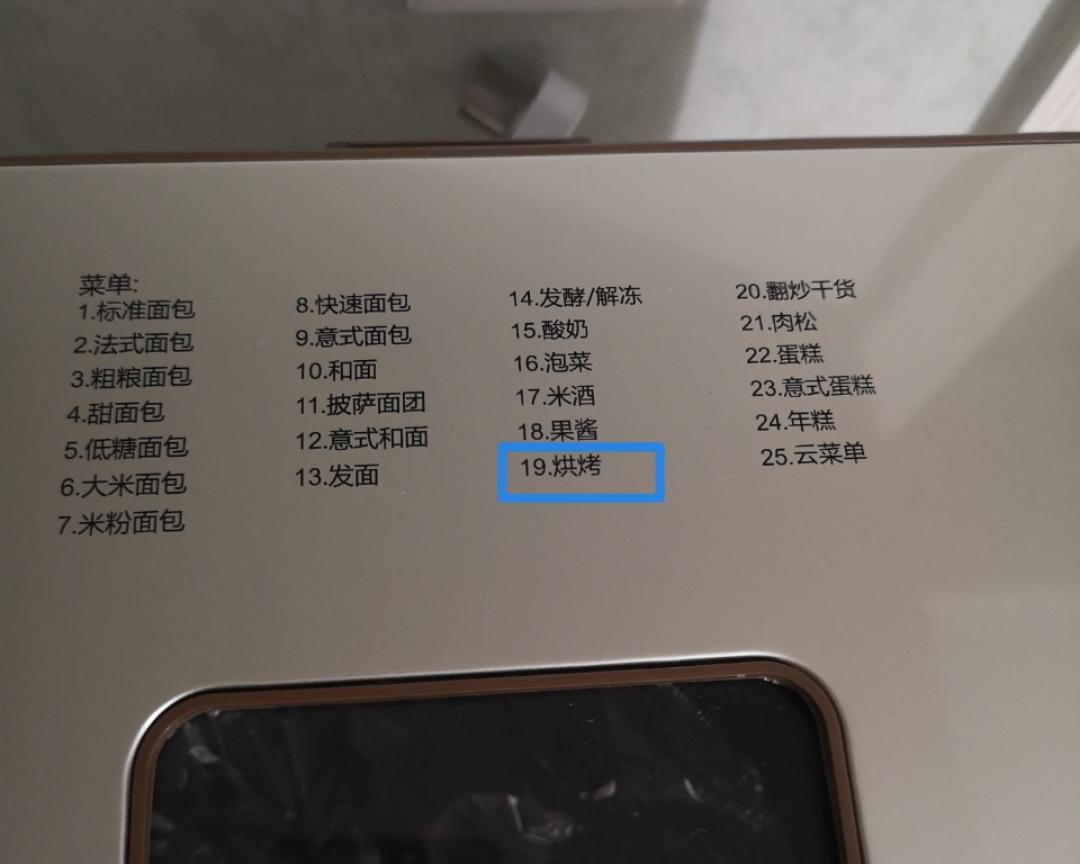 菜单:
1.标准面包
2.法式面包
3.粗粮面包
4.甜面包
5.低糖面包
6.大米面包
7.米粉面包
8.快速面包
9.意式面包
10.和面
11.披萨面团
12.意式和面
13.发面
14.发酵/解冻
15.酸奶
16.泡菜
17.米酒
18.果酱
19.烘烤
20.翻炒干货
21.肉松
22.蛋糕
23.意式蛋糕
24.年糕
25.云菜单